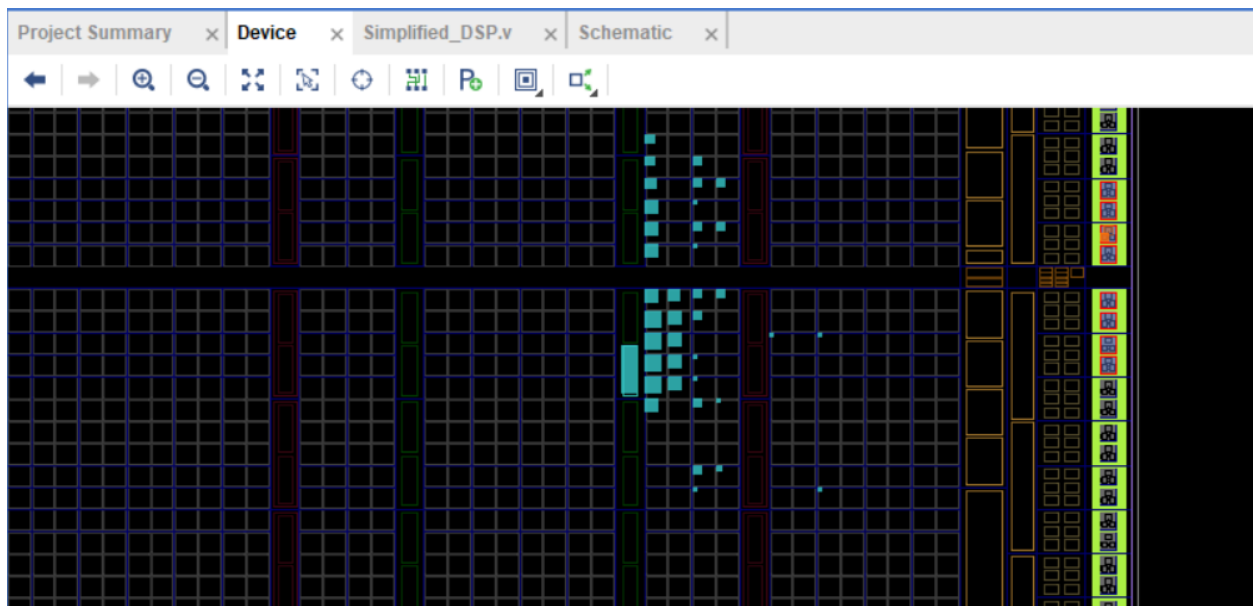 Project Summary × Device × Simplified_DSP.v × Schematic ×